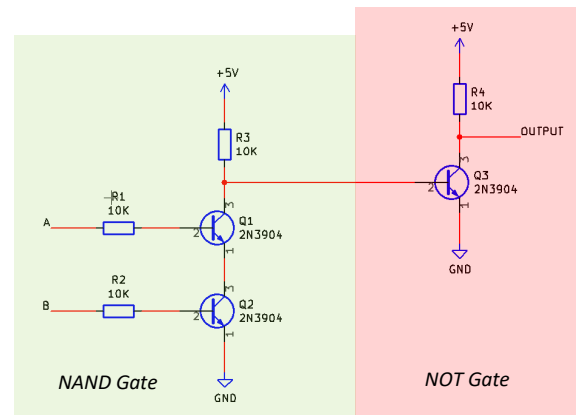 +5V
R4
10K
OUTPUT
3
Q3
2
2N3904
1
GND
NOT Gate
+5V
R3
10K
R1
10K
A
3
Q1
2
2N3904
1
R2
10K
B
3
Q2
2
2N3904
1
GND
NAND Gate